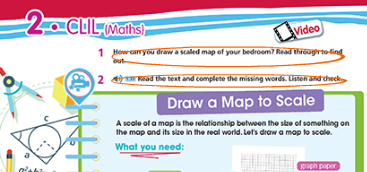 2 • CLIL (Maths)
Video
1 How can you draw a scaled map of your bedroom? Read through to find
out.
2 Read the text and complete the missing words. Listen and check.
Draw a Map to Scale
A scale of a map is the relationship between the size of something on
the map and its size in the real world. Let's draw a map to scale.
What you need:
graph paper
c
a